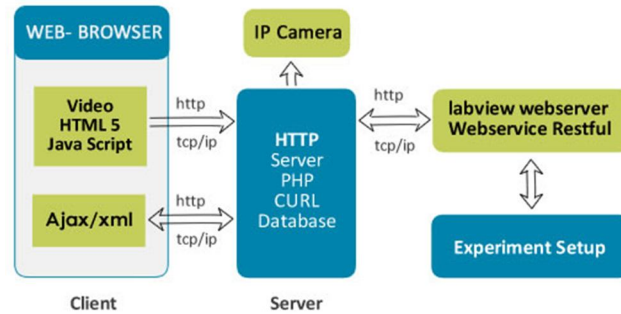 WEB- BROWSER
IP Camera
Video
HTML 5
Java Script
http
tcp/ip
HTTP
Server
PHP
CURL
Database
http
tcp/ip
labview webserver
Webservice Restful
Ajax/xml
http
tcp/ip
Experiment Setup
Client
Server